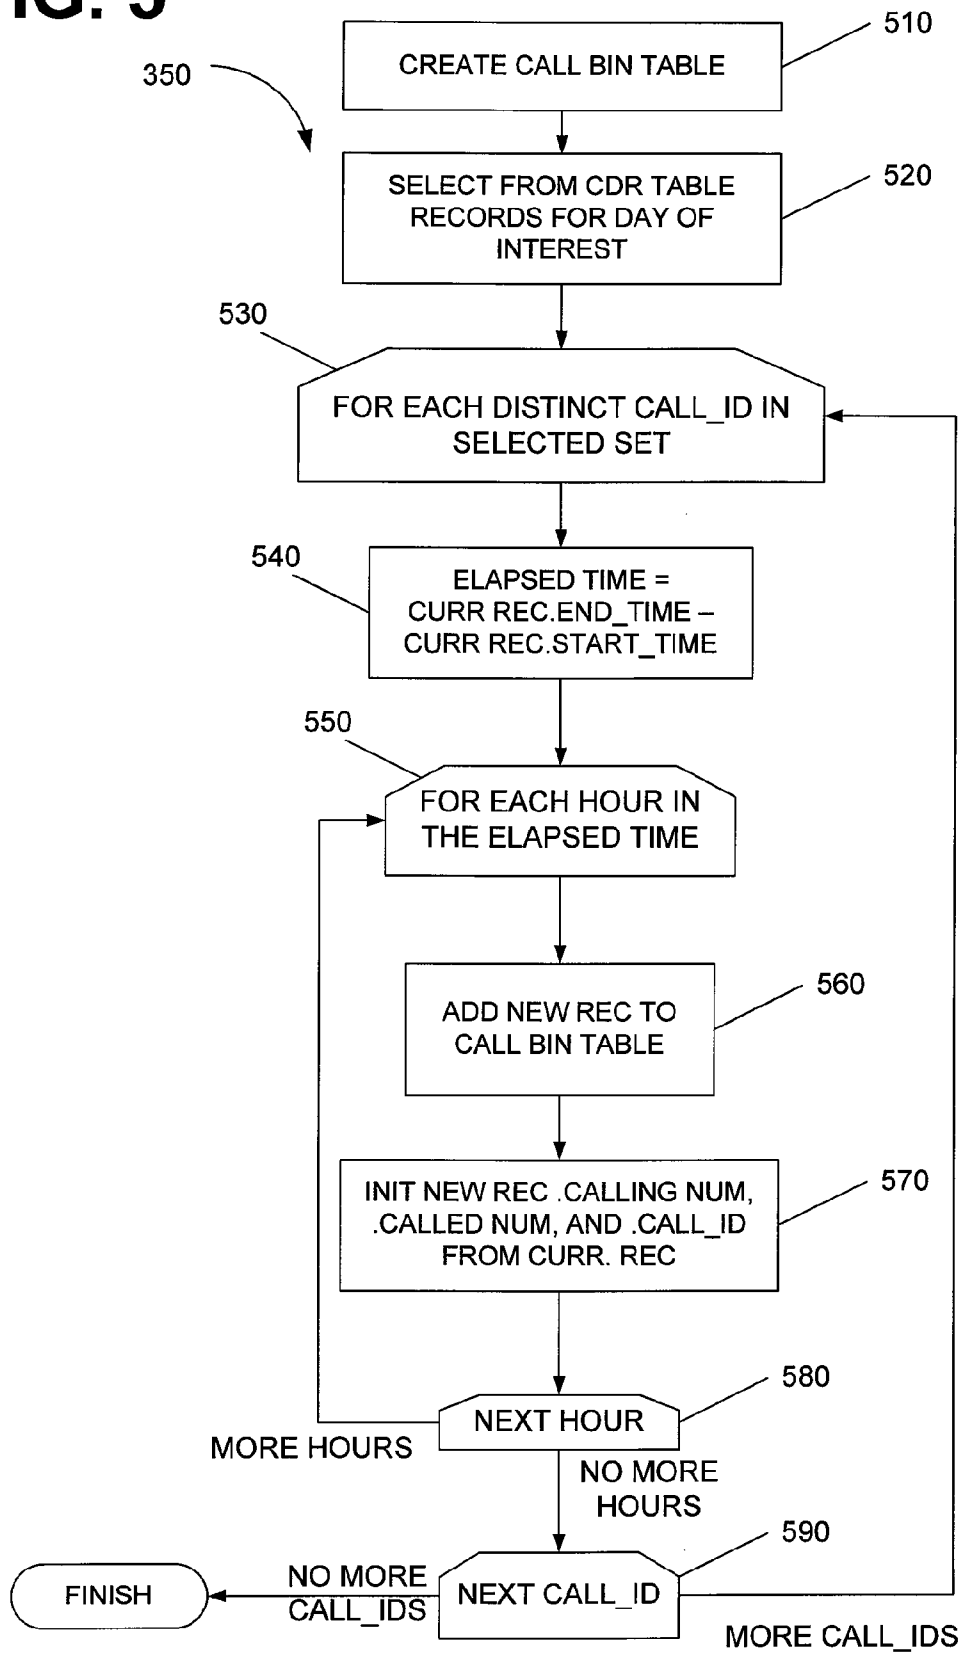 FIG. 5
510
CREATE CALL BIN TABLE
350
520
SELECT FROM CDR TABLE
RECORDS FOR DAY OF
INTEREST
530
FOR EACH DISTINCT CALL_ID IN
SELECTED SET
540
ELAPSED TIME =
CURR REC.END_TIME –
CURR REC.START_TIME
550
FOR EACH HOUR IN
THE ELAPSED TIME
560
ADD NEW REC TO
CALL BIN TABLE
570
INIT NEW REC .CALLING NUM,
.CALLED NUM, AND .CALL_ID
FROM CURR. REC
580
NEXT HOUR
MORE HOURS
NO MORE
HOURS
590
FINISH
NO MORE
CALL_IDS
NEXT CALL_ID
MORE CALL_IDS